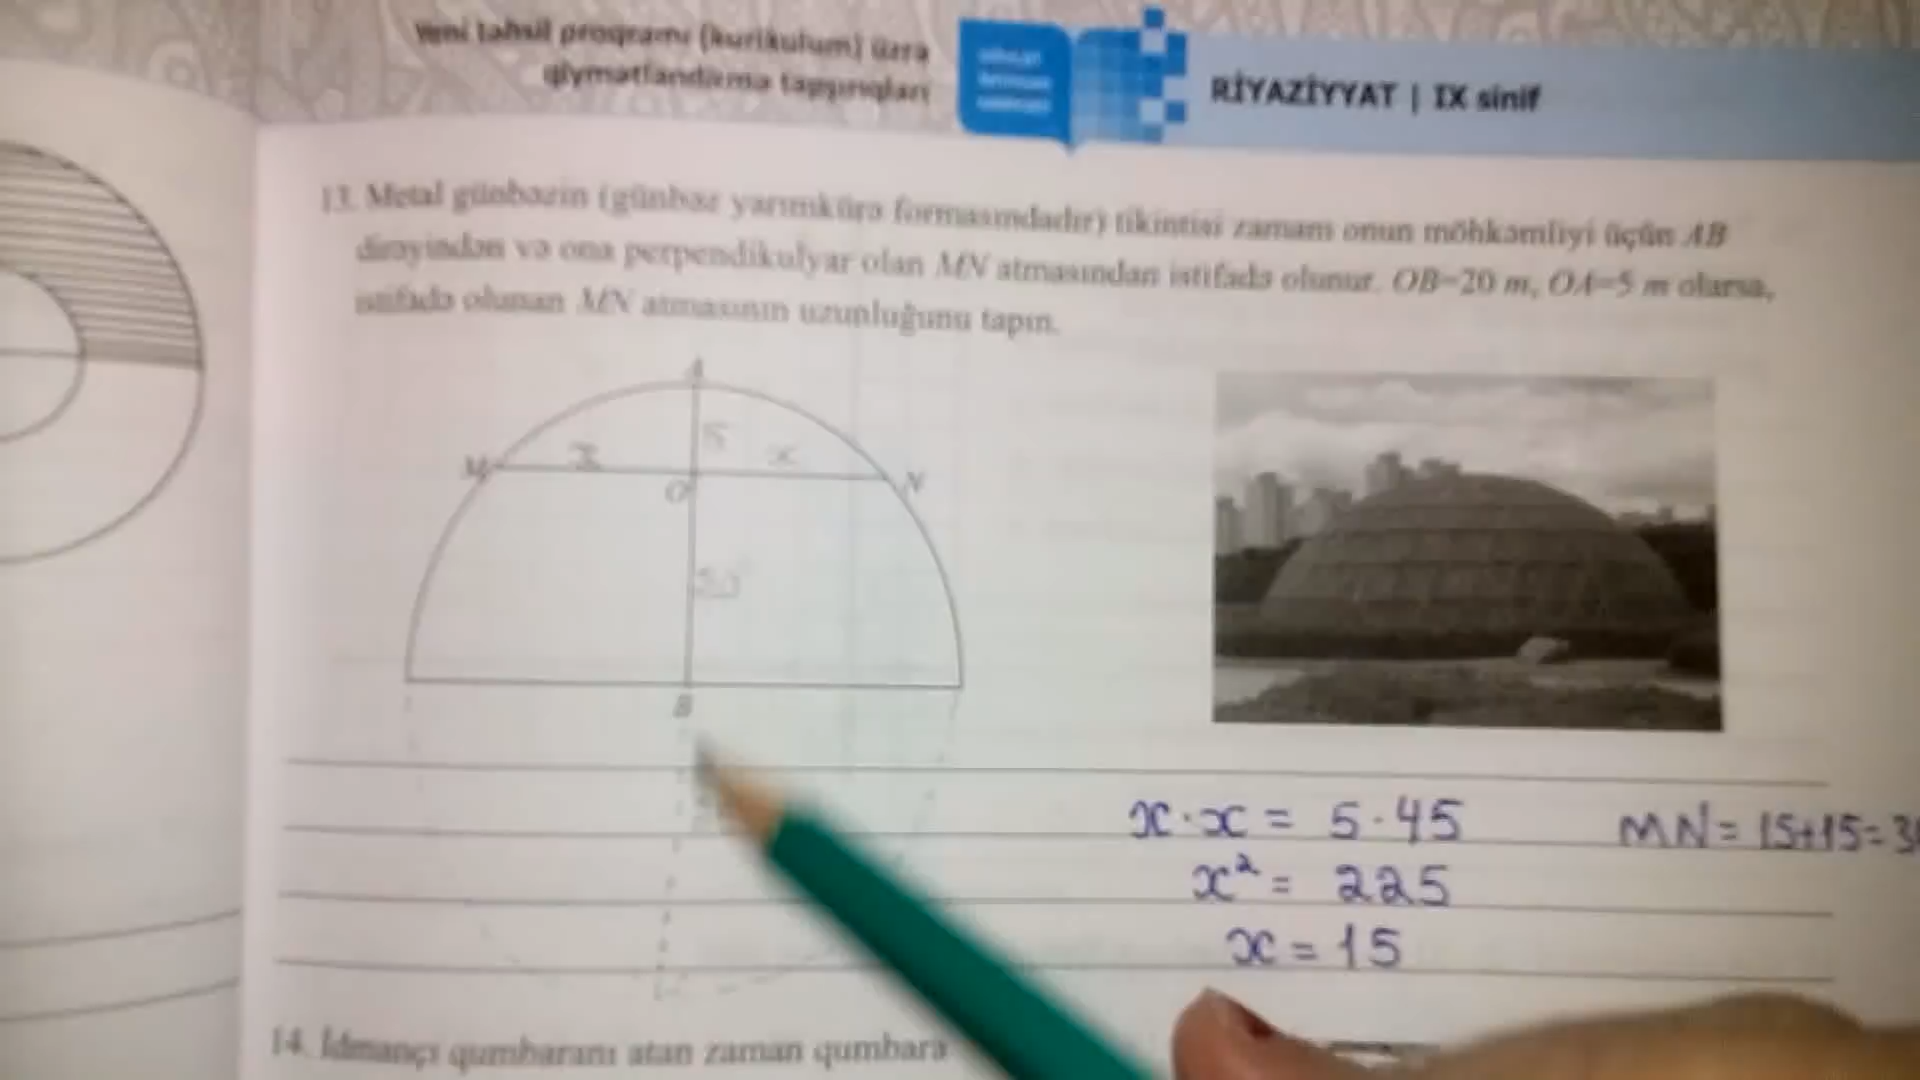 Yeni təhsil proqramı (kurikulum) üzrə
qiymətləndirmə tapşırıqları
RİYAZİYYAT | IX sinif
13. Metal günbəzin (günbəz yarımkürə formasındadır) tikintisi zamanı onun möhkəmliyi üçün AB
dirəyindən və ona perpendikulyar olan MN atmasından istifadə olunur. OB=20 m, OA=5 m olarsa,
istifadə olunan MN atmasının uzunluğunu tapın.
A
5
M x x N
O
20
B
x · x = 5 · 45
MN = 15+15=
x² = 225
x = 15
14. İdmançı qumbaranı atan zaman qumbara